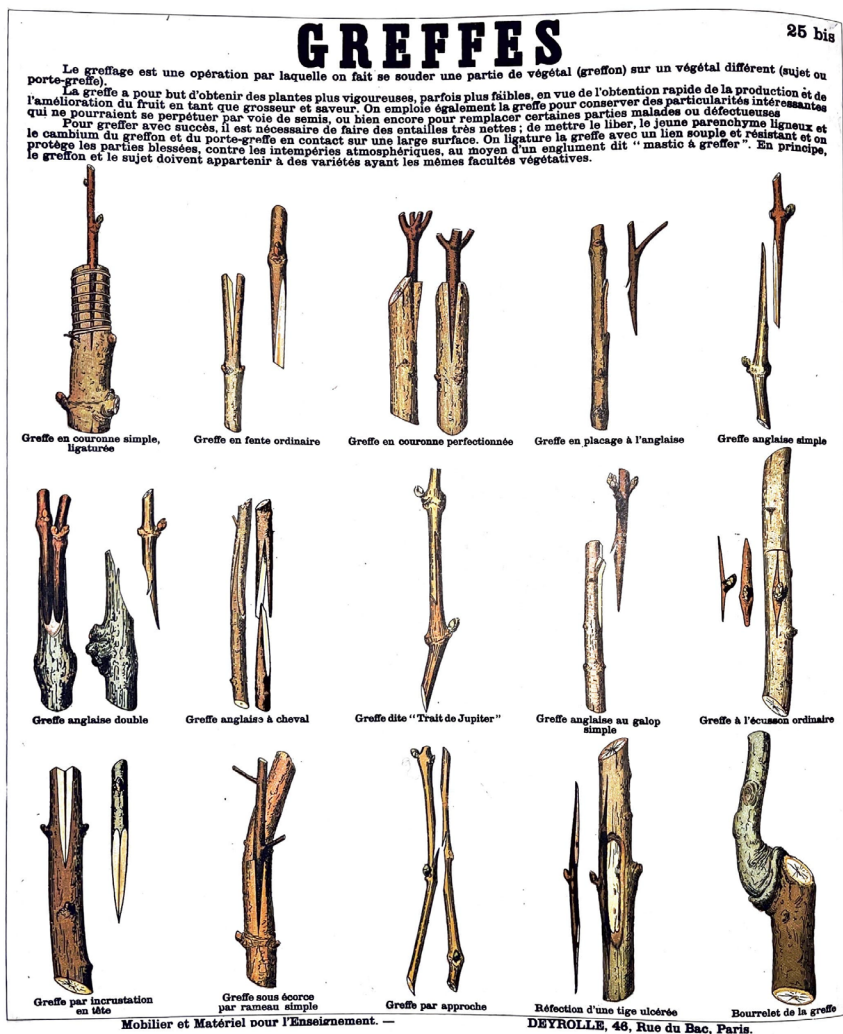 GREFFES
25 bis
Le greffage est une opération par laquelle on fait se souder une partie de végétal (greffon) sur un végétal différent (sujet ou
porte-greffe).
La greffe a pour but d'obtenir des plantes plus vigoureuses, parfois plus faibles, en vue de l'obtention rapide de la production et de
l'amélioration du fruit en tant que grosseur et saveur. On emploie également la greffe pour conserver des particularités intéressantes
qui ne pourraient se perpétuer par voie de semis, ou bien encore pour remplacer certaines parties malades ou défectueuses
Pour greffer avec succès, il est nécessaire de faire des entailles très nettes ; de mettre le liber, le jeune parenchyme ligneux et
le cambium du greffon et du porte-greffe en contact sur une large surface. On ligature la greffe avec un lien souple et résistant et on
protège les parties blessées, contre les intempéries atmosphériques, au moyen d'un englument dit "mastic à greffer". En principe,
le greffon et le sujet doivent appartenir à des variétés ayant les mêmes facultés végétatives.
Greffe en couronne simple,
ligaturée
Greffe en fente ordinaire
Greffe en couronne perfectionnée
Greffe en placage à l'anglaise
Greffe anglaise simple
Greffe anglaise double
Greffe anglaise à cheval
Greffe dite "Trait de Jupiter"
Greffe anglaise au galop
simple
Greffe à l'écusson ordinaire
Greffe par incrustation
en tête
Greffe sous écorce
par rameau simple
Greffe par approche
Réfection d'une tige ulcérée
Bourrelet de la greffe
Mobilier et Matériel pour l'Enseignement. —
DEYROLLE, 46, Rue du Bac, Paris.